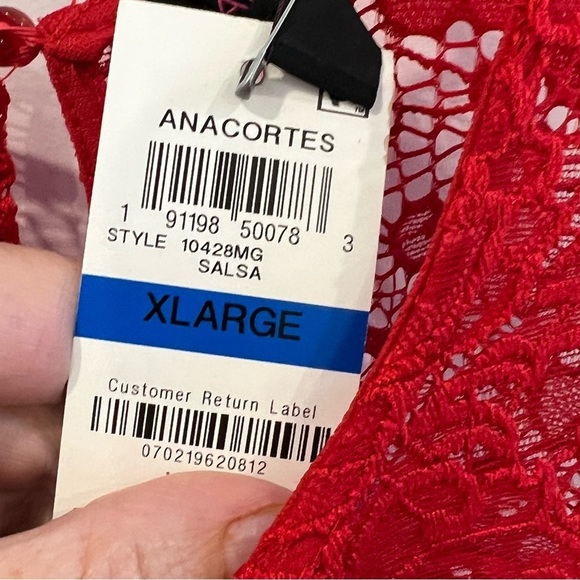 ANACORTES
1 91198 50078 3
STYLE 10428MG
SALSA
XLARGE
Customer Return Label
070219620812